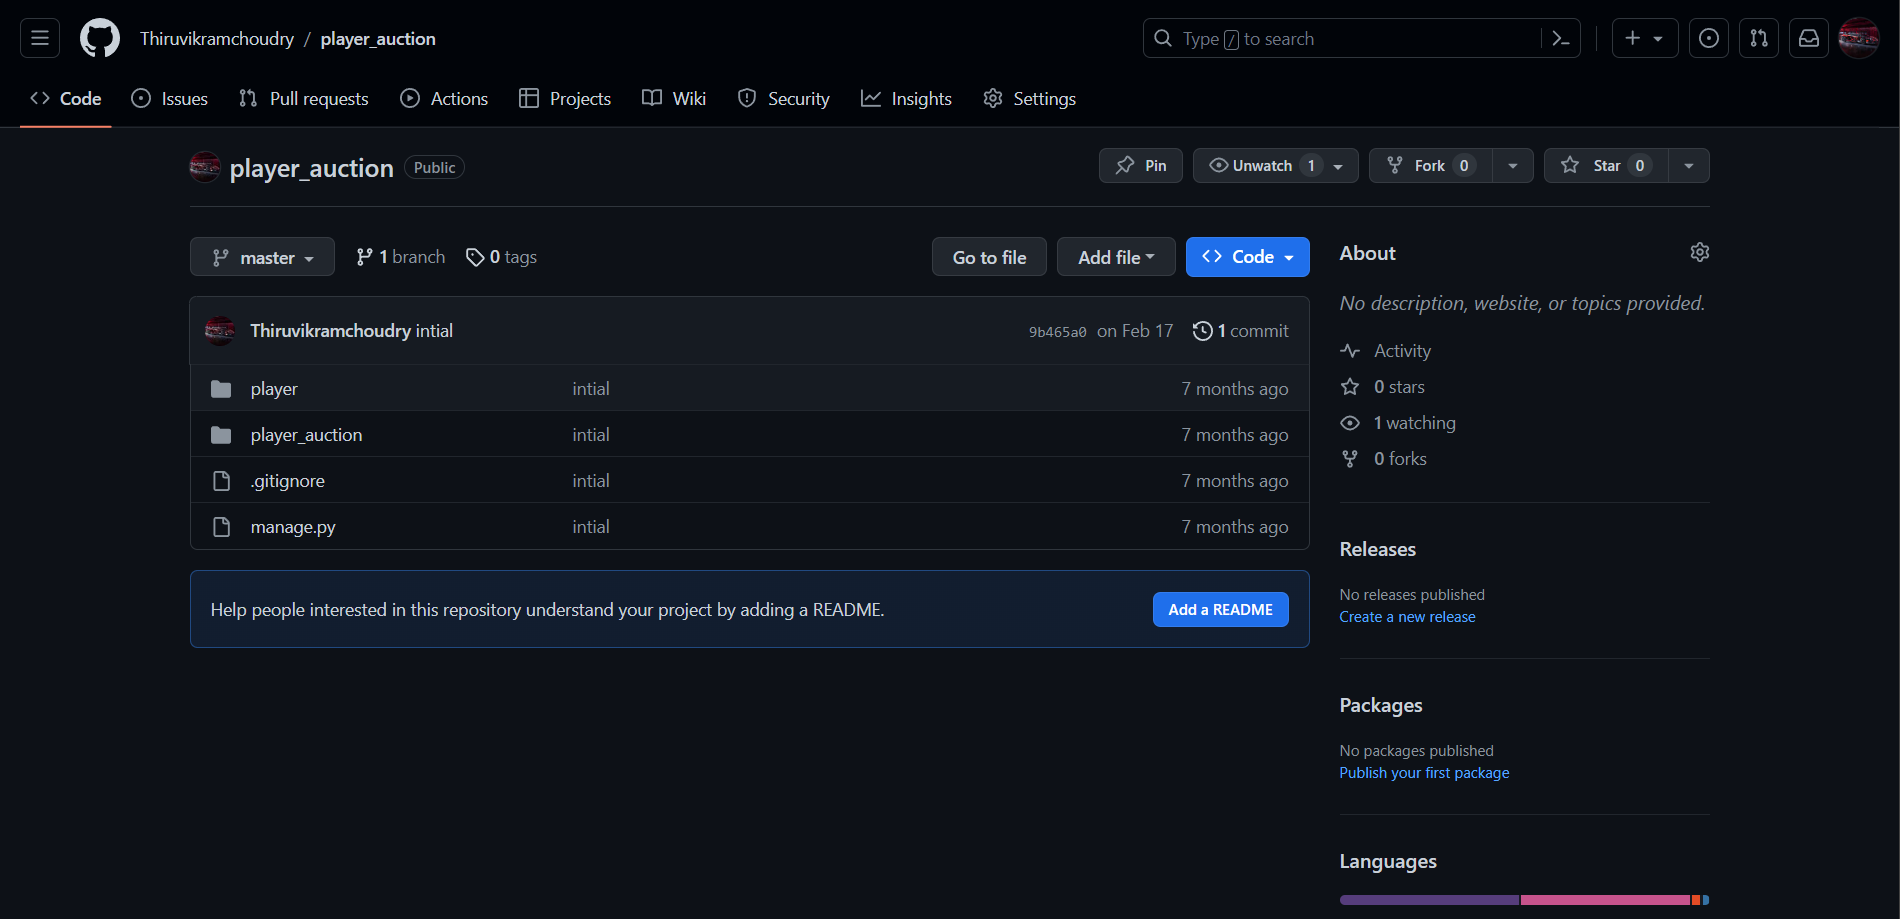 Thiruvikramchoudry / player_auction
Type / to search
Code Issues Pull requests Actions Projects Wiki Security Insights Settings
player_auction Public
Pin Unwatch 1 Fork 0 Star 0
master 1 branch 0 tags Go to file Add file Code
Thiruvikramchoudry intial 9b465a0 on Feb 17 1 commit
player intial 7 months ago
player_auction intial 7 months ago
.gitignore intial 7 months ago
manage.py intial 7 months ago
Help people interested in this repository understand your project by adding a README. Add a README
About
No description, website, or topics provided.
Activity
0 stars
1 watching
0 forks
Releases
No releases published
Create a new release
Packages
No packages published
Publish your first package
Languages